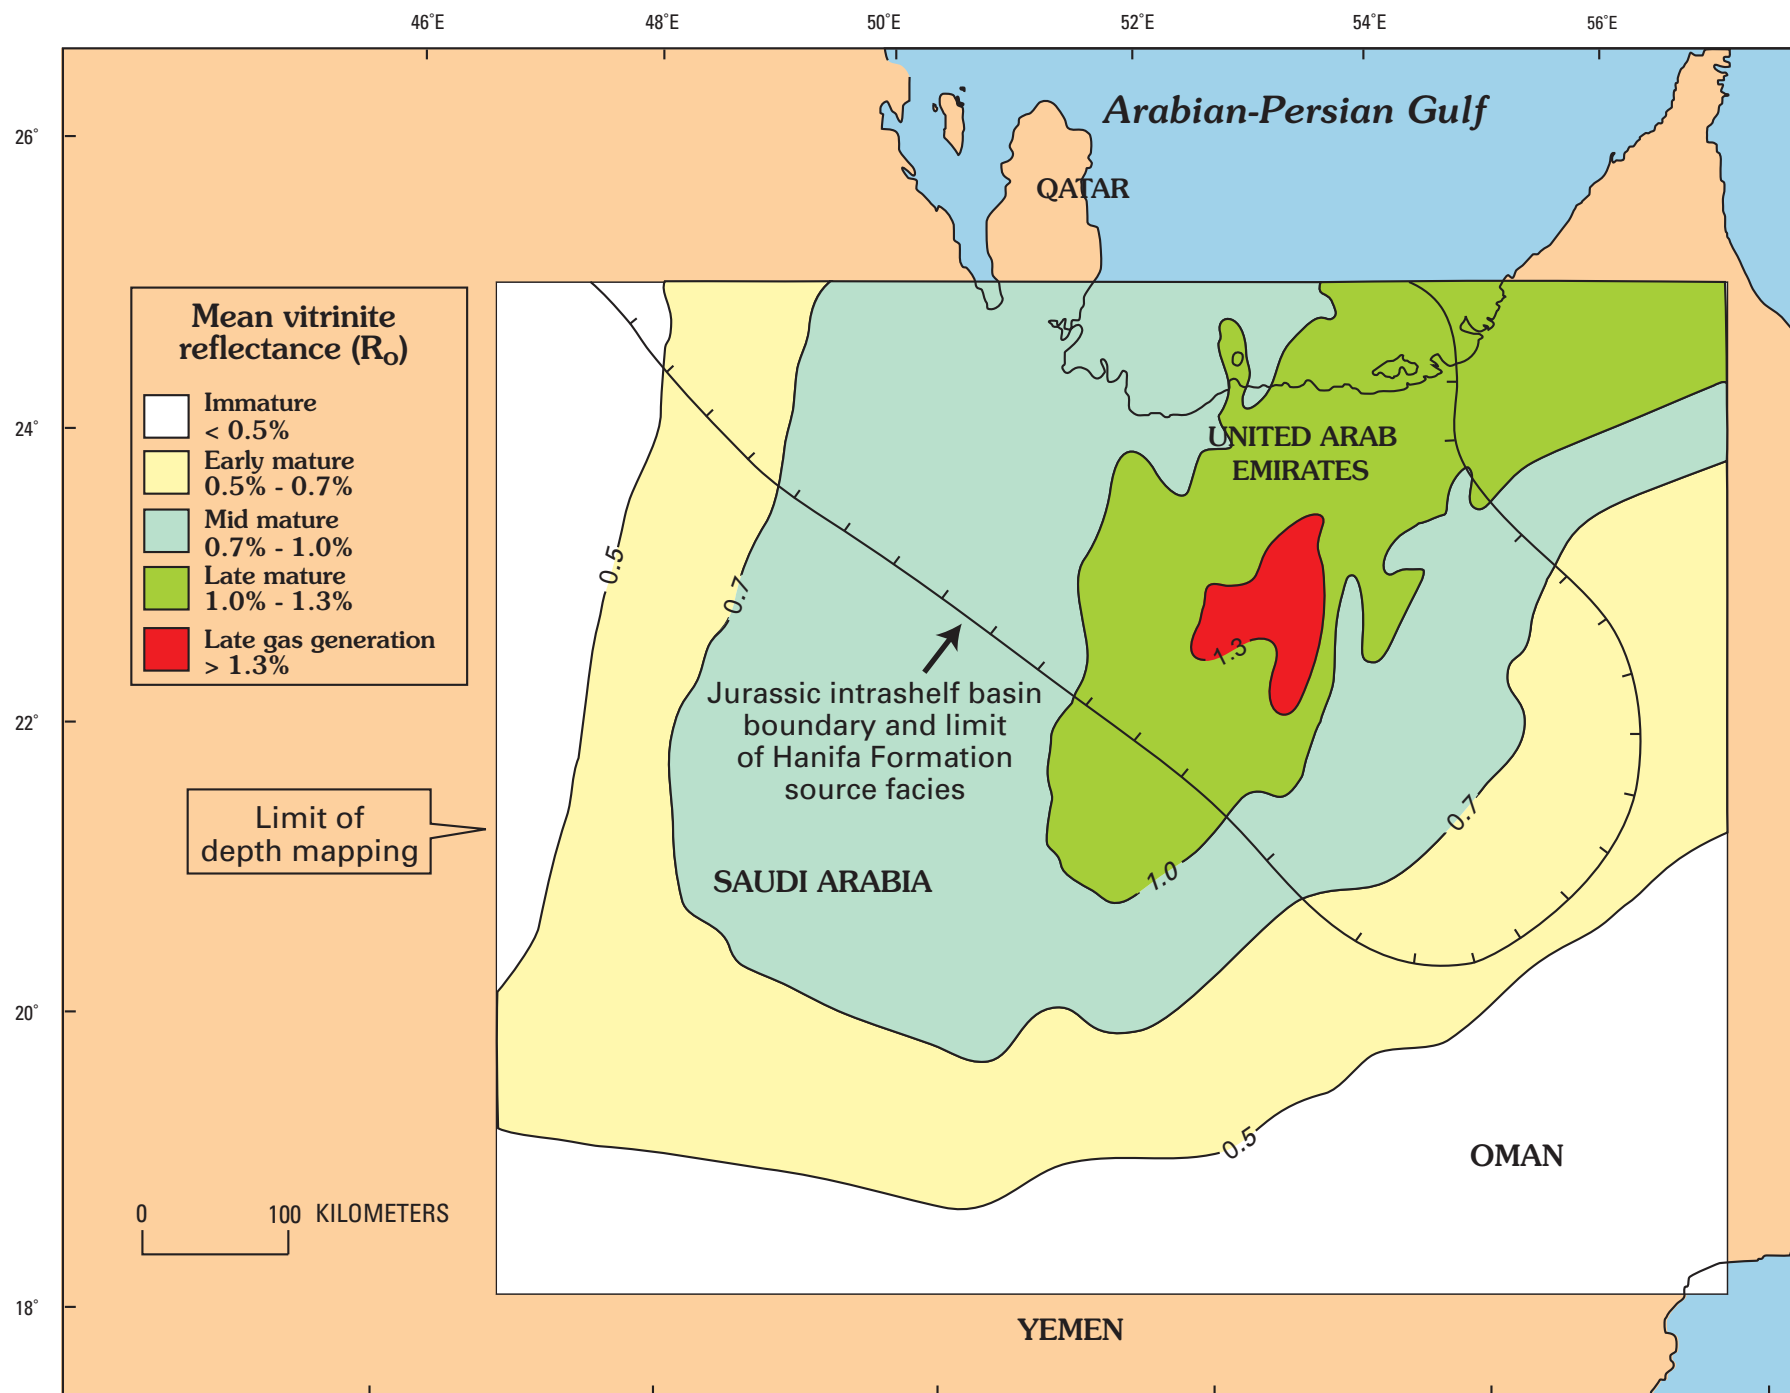 46°E 48°E 50°E 52°E 54°E 56°E
Arabian-Persian Gulf
26°
QATAR
Mean vitrinite
reflectance (Ro)
Immature
< 0.5%
Early mature
0.5% - 0.7%
Mid mature
0.7% - 1.0%
Late mature
1.0% - 1.3%
Late gas generation
> 1.3%
24°
UNITED ARAB
EMIRATES
0.5
0.7
1.3
Jurassic intrashelf basin
boundary and limit
of Hanifa Formation
source facies
22°
Limit of
depth mapping
0.7
SAUDI ARABIA
1.0
20°
0.5
OMAN
0 100 KILOMETERS
18°
YEMEN